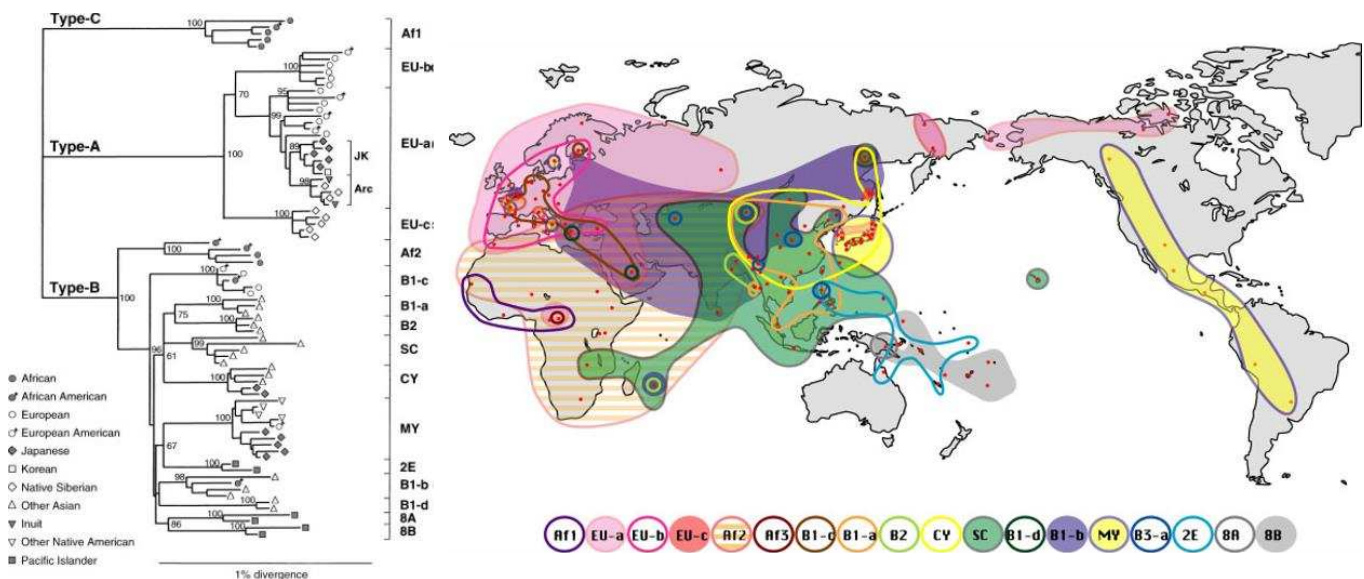 Type-C
100
Af1
EU-b
100
70
95
99
EU-a
Type-A
89
JK
100
98
Arc
100
EU-c
100
Af2
Type-B
100
100
B1-c
B1-a
75
100
B2
96
99
SC
61
100
CY
100
MY
67
100
2E
98
B1-b
100
B1-d
8A
86
100
8B
African
African American
European
European American
Japanese
Korean
Native Siberian
Other Asian
Inuit
Other Native American
Pacific Islander
1% divergence
Af1 EU-a EU-b EU-c Af2 Af3 B1-c B1-a B2 CY SC B1-d B1-b MY B3-a 2E 8A 8B